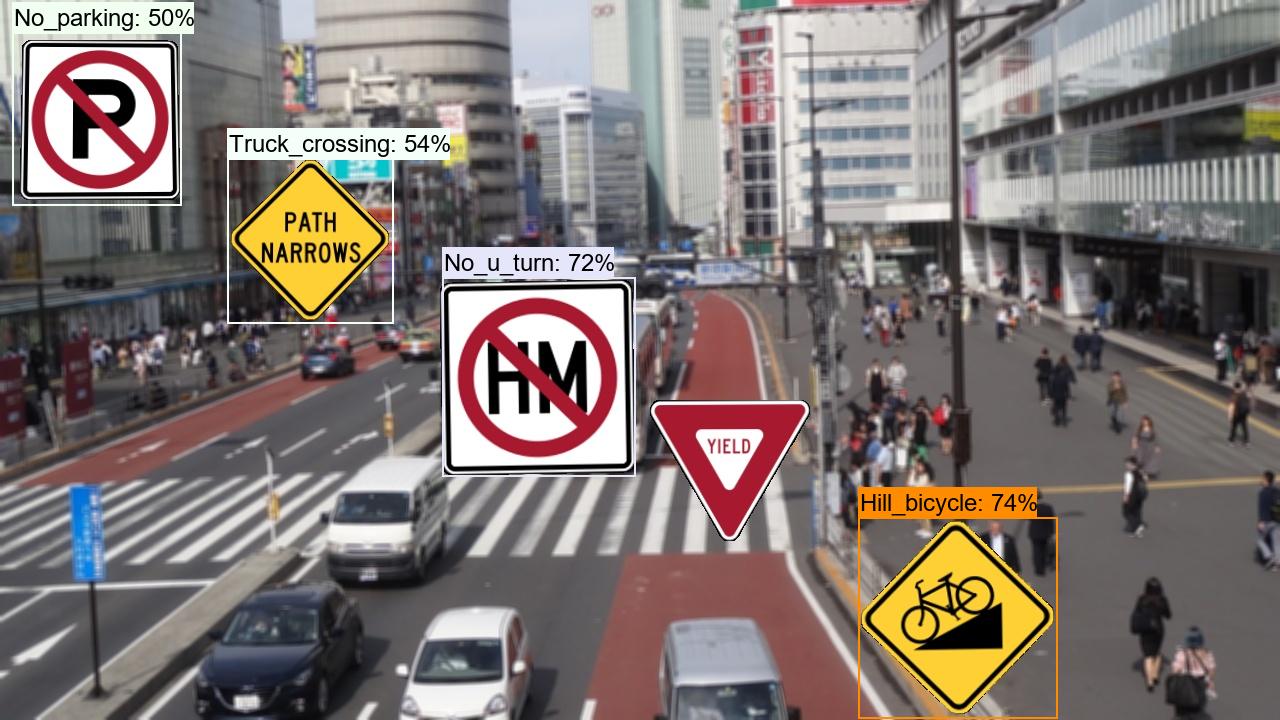 No_parking: 50%
P
Truck_crossing: 54%
PATH
NARROWS
No_u_turn: 72%
HM
YIELD
Hill_bicycle: 74%